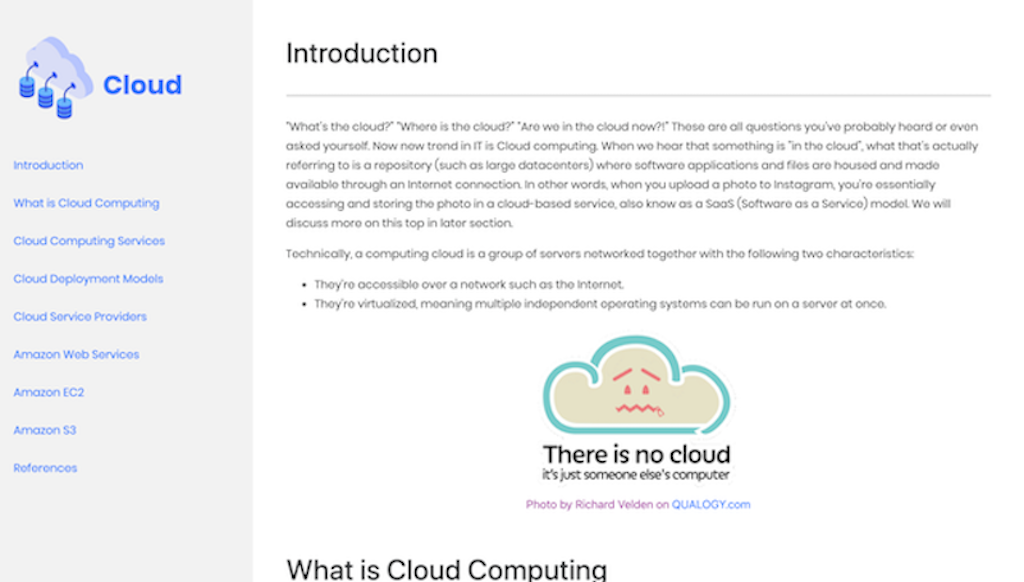 Cloud
Introduction
What is Cloud Computing
Cloud Computing Services
Cloud Deployment Models
Cloud Service Providers
Amazon Web Services
Amazon EC2
Amazon S3
References
Introduction
"What's the cloud?" "Where is the cloud?" "Are we in the cloud now?!" These are all questions you've probably heard or even
asked yourself. Now new trend in IT is Cloud computing. When we hear that something is "in the cloud", what that's actually
referring to is a repository (such as large datacenters) where software applications and files are housed and made
available through an Internet connection. In other words, when you upload a photo to Instagram, you're essentially
accessing and storing the photo in a cloud-based service, also know as a SaaS (Software as a Service) model. We will
discuss more on this top in later section.
Technically, a computing cloud is a group of servers networked together with the following two characteristics:
• They're accessible over a network such as the Internet.
• They're virtualized, meaning multiple independent operating systems can be run on a server at once.
There is no cloud
it's just someone else's computer
Photo by Richard Velden on QUALOGY.com
What is Cloud Computing